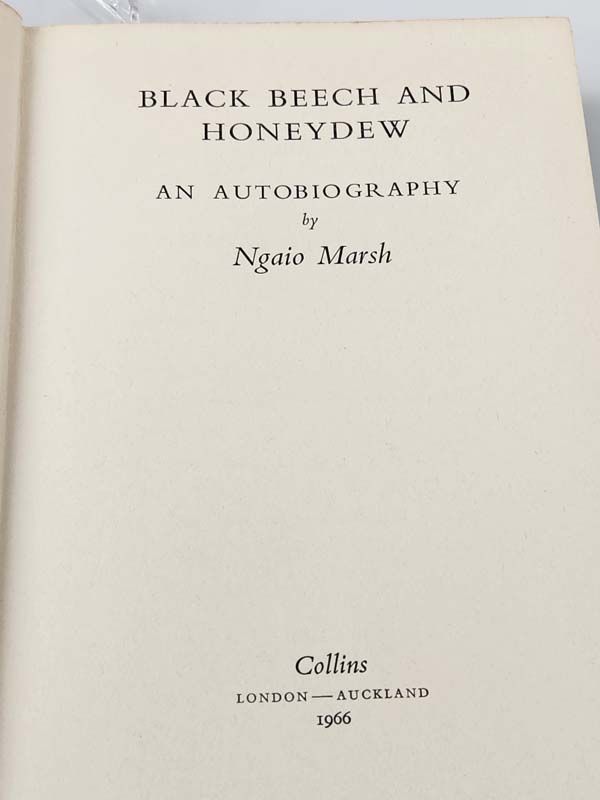 BLACK BEECH AND
HONEYDEW
AN AUTOBIOGRAPHY
by
Ngaio Marsh
Collins
LONDON — AUCKLAND
1966